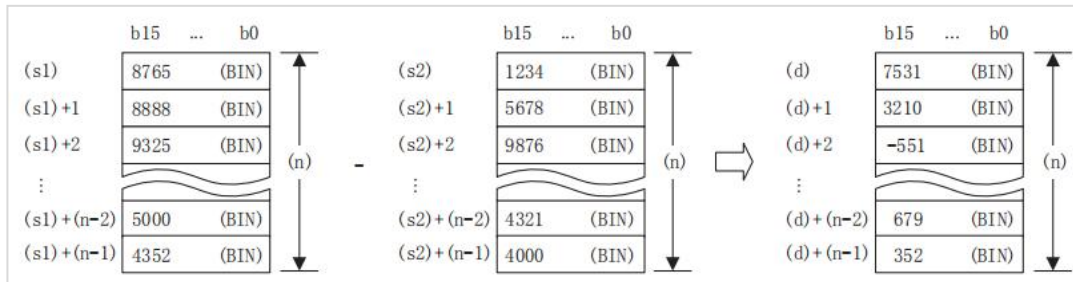 b15 ... b0 b15 ... b0 b15 ... b0
(s1) 8765 (BIN) (s2) 1234 (BIN) (d) 7531 (BIN)
(s1)+1 8888 (BIN) (s2)+1 5678 (BIN) (d)+1 3210 (BIN)
(s1)+2 9325 (BIN) (s2)+2 9876 (BIN) (d)+2 -551 (BIN)
(n) - (n) (n)
⋮ ⋮ ⋮
(s1)+(n-2) 5000 (BIN) (s2)+(n-2) 4321 (BIN) (d)+(n-2) 679 (BIN)
(s1)+(n-1) 4352 (BIN) (s2)+(n-1) 4000 (BIN) (d)+(n-1) 352 (BIN)